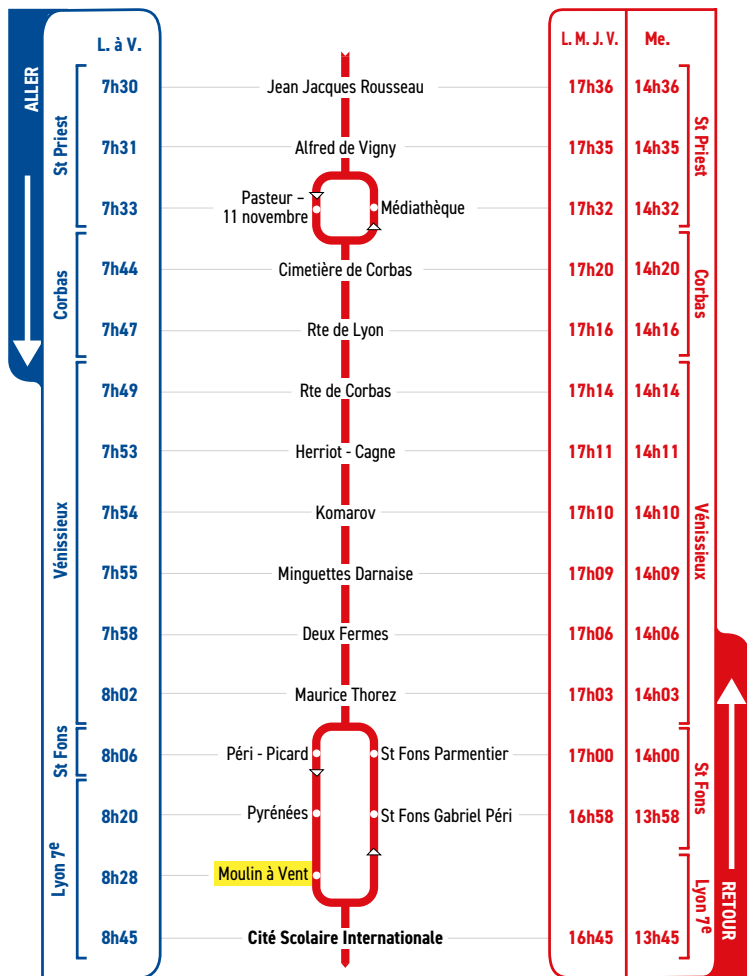 L. à V.
L. M. J. V.
Me.
ALLER
St Priest
7h30
Jean Jacques Rousseau
17h36
14h36
St Priest
7h31
Alfred de Vigny
17h35
14h35
7h33
Pasteur –
11 novembre
Médiathèque
17h32
14h32
Corbas
7h44
Cimetière de Corbas
17h20
14h20
Corbas
7h47
Rte de Lyon
17h16
14h16
Vénissieux
7h49
Rte de Corbas
17h14
14h14
Vénissieux
7h53
Herriot - Cagne
17h11
14h11
7h54
Komarov
17h10
14h10
7h55
Minguettes Darnaise
17h09
14h09
7h58
Deux Fermes
17h06
14h06
8h02
Maurice Thorez
17h03
14h03
St Fons
8h06
Péri - Picard
St Fons Parmentier
17h00
14h00
St Fons
Lyon 7e
8h20
Pyrénées
St Fons Gabriel Péri
16h58
13h58
8h28
Moulin à Vent
Lyon 7e
RETOUR
8h45
Cité Scolaire Internationale
16h45
13h45